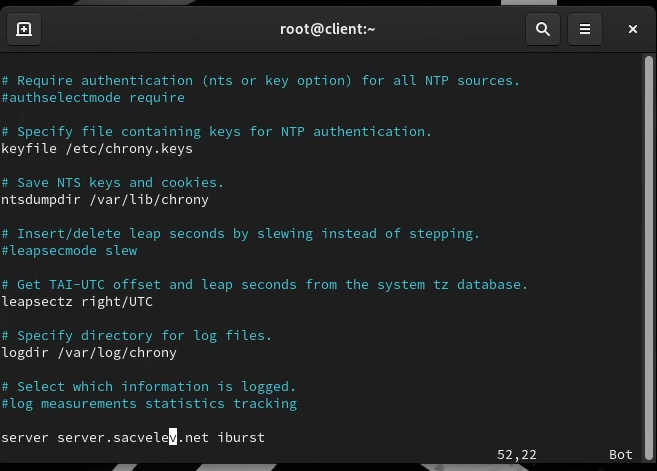 root@client:~
# Require authentication (nts or key option) for all NTP sources.
#authselectmode require
# Specify file containing keys for NTP authentication.
keyfile /etc/chrony.keys
# Save NTS keys and cookies.
ntsdumpdir /var/lib/chrony
# Insert/delete leap seconds by slewing instead of stepping.
#leapsecmode slew
# Get TAI-UTC offset and leap seconds from the system tz database.
leapsectz right/UTC
# Specify directory for log files.
logdir /var/log/chrony
# Select which information is logged.
#log measurements statistics tracking
server server.sacvelev.net iburst
52,22 Bot